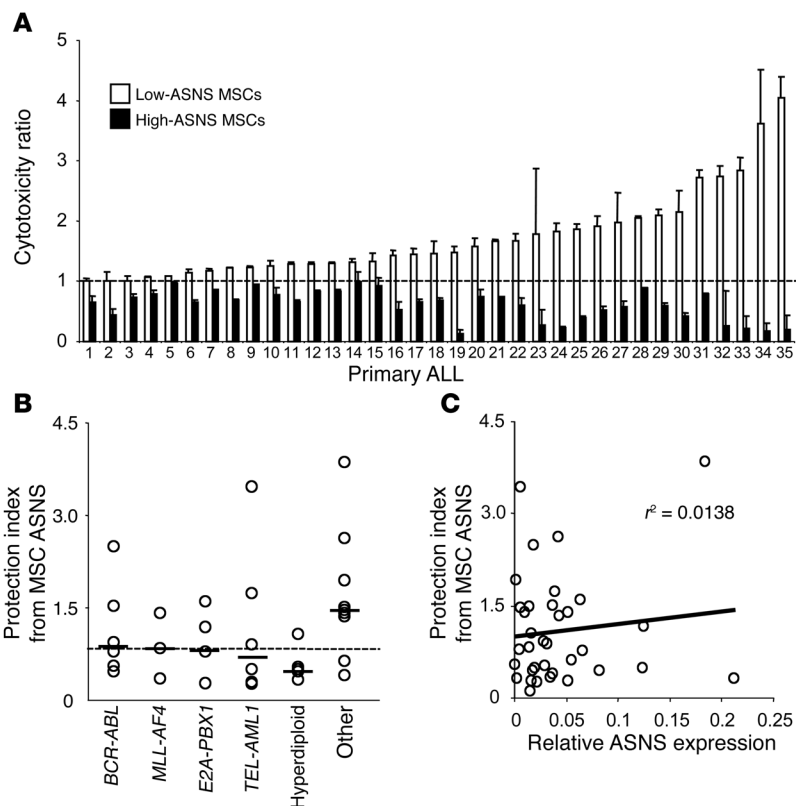 A
5
4
3
2
1
0
Cytotoxicity ratio
Low-ASNS MSCs
High-ASNS MSCs
1 2 3 4 5 6 7 8 9 10 11 12 13 14 15 16 17 18 19 20 21 22 23 24 25 26 27 28 29 30 31 32 33 34 35
Primary ALL
B
4.5
3.0
1.5
0
Protection index
from MSC ASNS
BCR-ABL
MLL-AF4
E2A-PBX1
TEL-AML1
Hyperdiploid
Other
C
4.5
3.0
1.5
0
Protection index
from MSC ASNS
r² = 0.0138
0 0.05 0.1 0.15 0.2 0.25
Relative ASNS expression